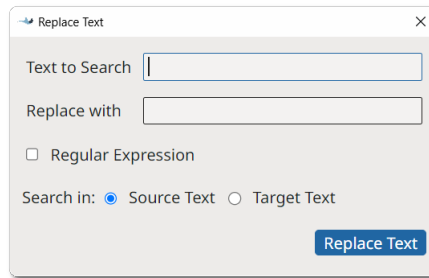 Replace Text
Text to Search
Replace with
Regular Expression
Search in: Source Text Target Text
Replace Text